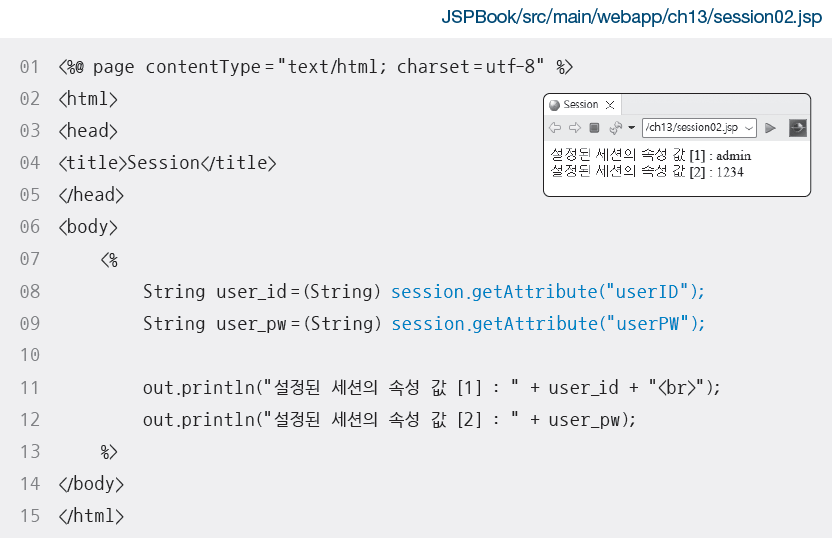 JSPBook/src/main/webapp/ch13/session02.jsp
01 <%@ page contentType="text/html; charset=utf-8" %>
02 <html>
03 <head>
04 <title>Session</title>
05 </head>
06 <body>
07 <%
08 String user_id=(String) session.getAttribute("userID");
09 String user_pw=(String) session.getAttribute("userPW");
10
11 out.println("설정된 세션의 속성 값 [1] : " + user_id + "<br>");
12 out.println("설정된 세션의 속성 값 [2] : " + user_pw);
13 %>
14 </body>
15 </html>
Session
/ch13/session02.jsp
설정된 세션의 속성 값 [1] : admin
설정된 세션의 속성 값 [2] : 1234